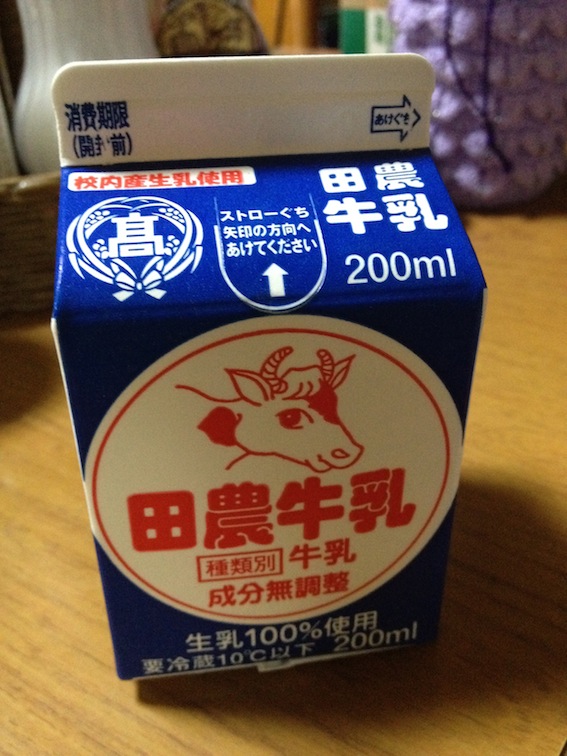 消費期限
(開封前)
あけぐち
校内産生乳使用
髙
ストローぐち
矢印の方向へ
あけてください
田農
牛乳
200ml
田農牛乳
種類別 牛乳
成分無調整
生乳100%使用
要冷蔵10℃以下 200ml